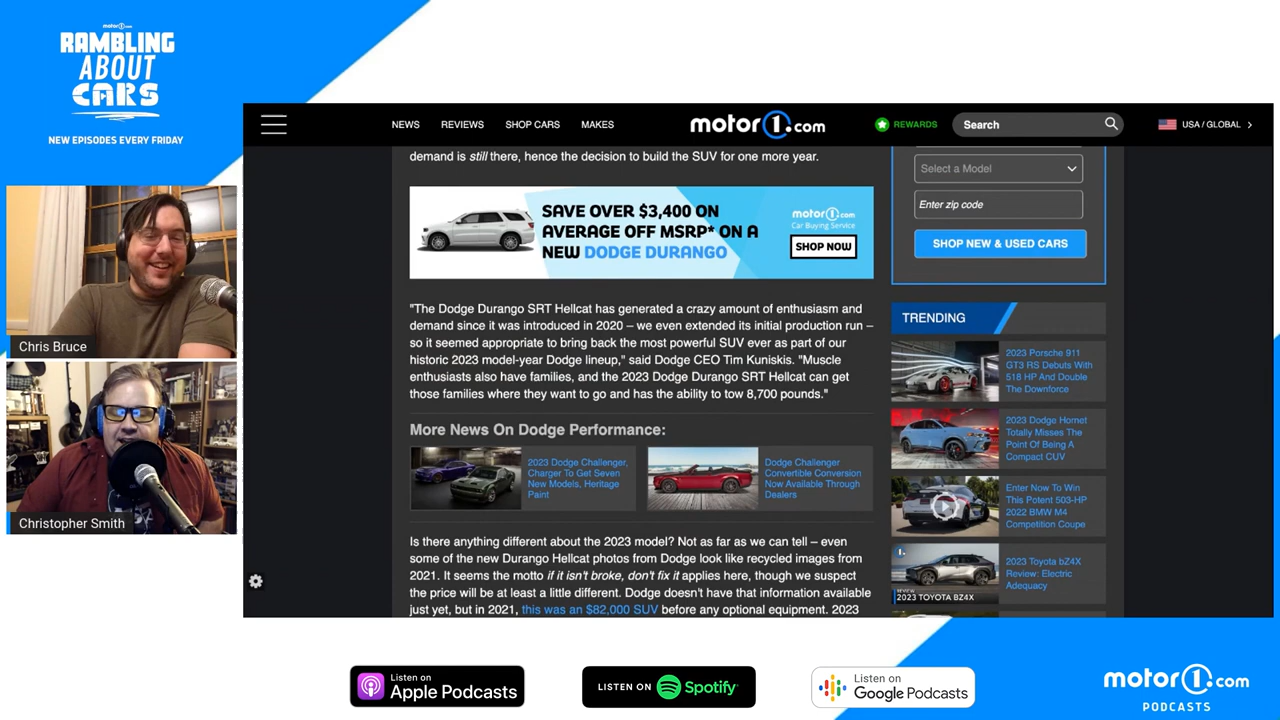 motor1.com
RAMBLING
ABOUT
CARS
NEW EPISODES EVERY FRIDAY
Chris Bruce
Christopher Smith
NEWS
REVIEWS
SHOP CARS
MAKES
motor1.com
REWARDS
Search
USA / GLOBAL
demand is still there, hence the decision to build the SUV for one more year.
SAVE OVER $3,400 ON
AVERAGE OFF MSRP* ON A
NEW DODGE DURANGO
motor1.com
Car Buying Service
SHOP NOW
"The Dodge Durango SRT Hellcat has generated a crazy amount of enthusiasm and
demand since it was introduced in 2020 – we even extended its initial production run –
so it seemed appropriate to bring back the most powerful SUV ever as part of our
historic 2023 model-year Dodge lineup," said Dodge CEO Tim Kuniskis. "Muscle
enthusiasts also have families, and the 2023 Dodge Durango SRT Hellcat can get
those families where they want to go and has the ability to tow 8,700 pounds."
More News On Dodge Performance:
2023 Dodge Challenger,
Charger To Get Seven
New Models, Heritage
Paint
Dodge Challenger
Convertible Conversion
Now Available Through
Dealers
Is there anything different about the 2023 model? Not as far as we can tell – even
some of the new Durango Hellcat photos from Dodge look like recycled images from
2021. It seems the motto if it isn't broke, don't fix it applies here, though we suspect
the price will be at least a little different. Dodge doesn't have that information available
just yet, but in 2021, this was an $82,000 SUV before any optional equipment. 2023
Select a Model
Enter zip code
SHOP NEW & USED CARS
TRENDING
2023 Porsche 911
GT3 RS Debuts With
518 HP And Double
The Downforce
2023 Dodge Hornet
Totally Misses The
Point Of Being A
Compact CUV
Enter Now To Win
This Potent 503-HP
2022 BMW M4
Competition Coupe
2023 Toyota bZ4X
Review: Electric
Adequacy
REVIEW
2023 TOYOTA BZ4X
Listen on
Apple Podcasts
LISTEN ON Spotify
Listen on
Google Podcasts
motor1.com
PODCASTS